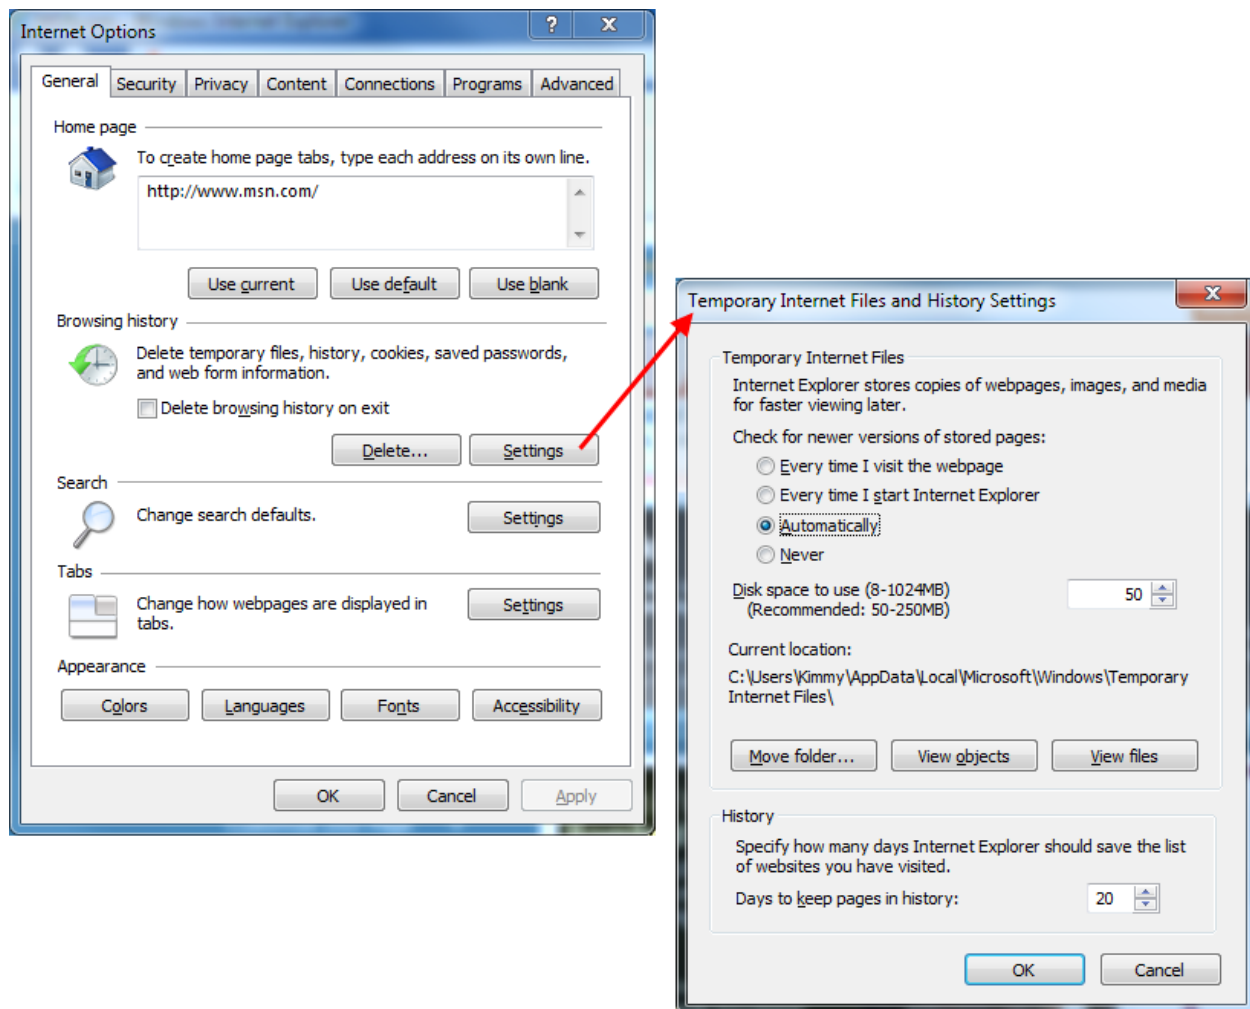 Internet Options
General Security Privacy Content Connections Programs Advanced
Home page
To create home page tabs, type each address on its own line.
http://www.msn.com/
Use current Use default Use blank
Browsing history
Delete temporary files, history, cookies, saved passwords,
and web form information.
Delete browsing history on exit
Delete... Settings
Search
Change search defaults.
Settings
Tabs
Change how webpages are displayed in
tabs.
Settings
Appearance
Colors Languages Fonts Accessibility
OK Cancel Apply
Temporary Internet Files and History Settings
Temporary Internet Files
Internet Explorer stores copies of webpages, images, and media
for faster viewing later.
Check for newer versions of stored pages:
Every time I visit the webpage
Every time I start Internet Explorer
Automatically
Never
Disk space to use (8-1024MB)
(Recommended: 50-250MB)
50
Current location:
C:\Users\Kimmy\AppData\Local\Microsoft\Windows\Temporary
Internet Files\
Move folder... View objects View files
History
Specify how many days Internet Explorer should save the list
of websites you have visited.
Days to keep pages in history: 20
OK Cancel